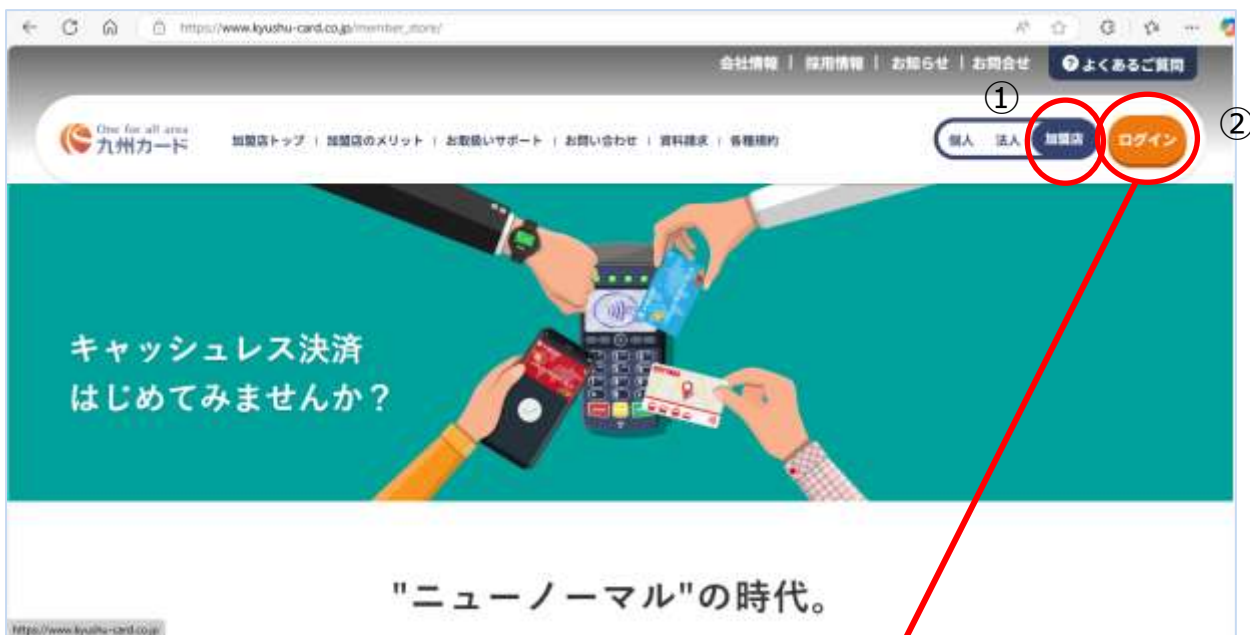 https://www.kyushu-card.co.jp/member_store/
会社情報 | 採用情報 | お知らせ | お問合せ ? よくあるご質問
①
②
One for all area
九州カード
加盟店トップ | 加盟店のメリット | お取扱いサポート | お問い合わせ | 資料請求 | 各種規約
個人 法人 加盟店 ログイン
キャッシュレス決済
はじめてみませんか？
"ニューノーマル"の時代。
https://www.kyushu-card.co.jp